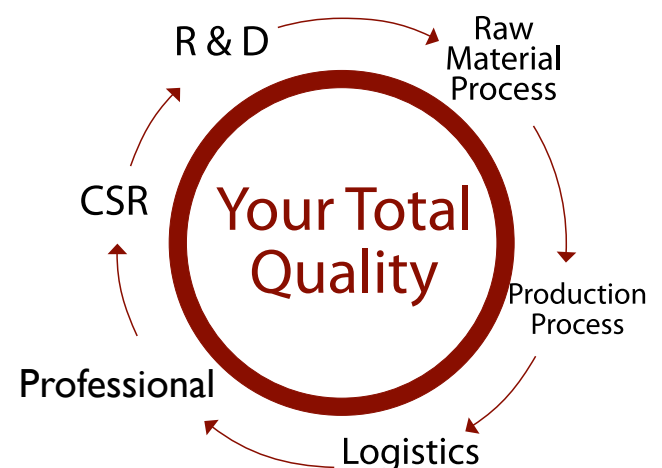 R & D
Raw
Material
Process
CSR
Your Total
Quality
Production
Process
Professional
Logistics